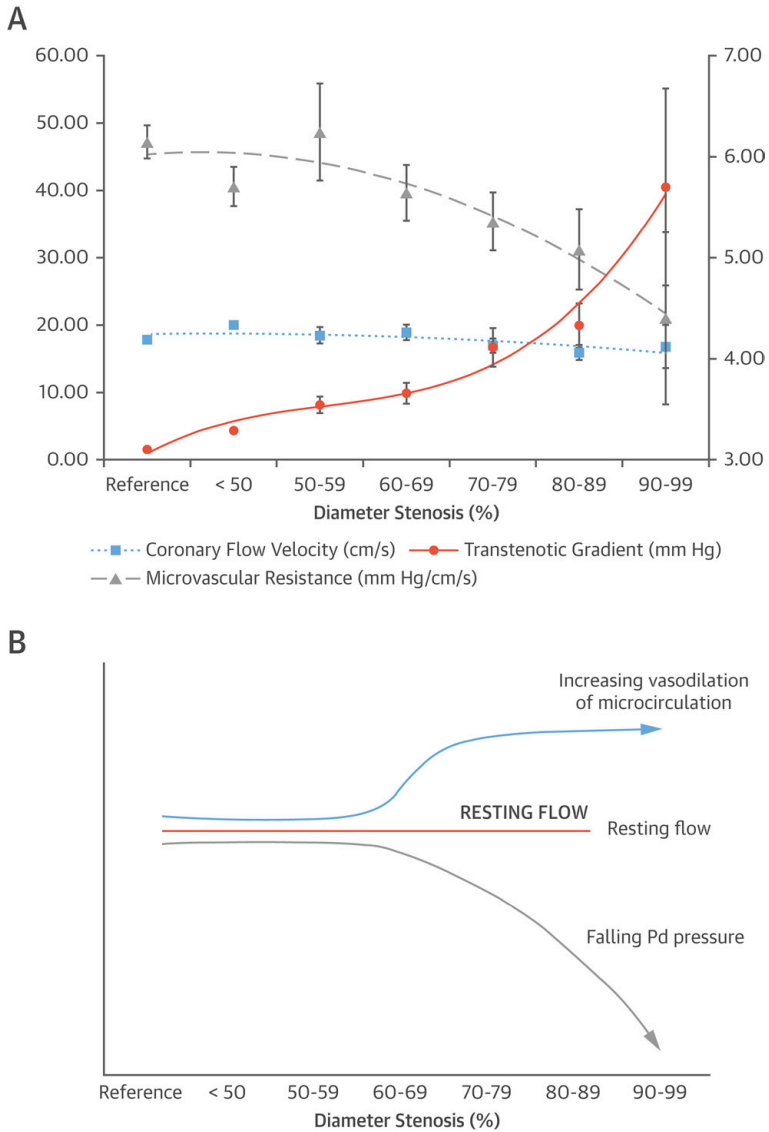 A
60.00
50.00
40.00
30.00
20.00
10.00
0.00
7.00
6.00
5.00
4.00
3.00
Reference < 50 50-59 60-69 70-79 80-89 90-99
Diameter Stenosis (%)
Coronary Flow Velocity (cm/s) Transtenotic Gradient (mm Hg)
Microvascular Resistance (mm Hg/cm/s)
B
Increasing vasodilation
of microcirculation
RESTING FLOW
Resting flow
Falling Pd pressure
Reference < 50 50-59 60-69 70-79 80-89 90-99
Diameter Stenosis (%)